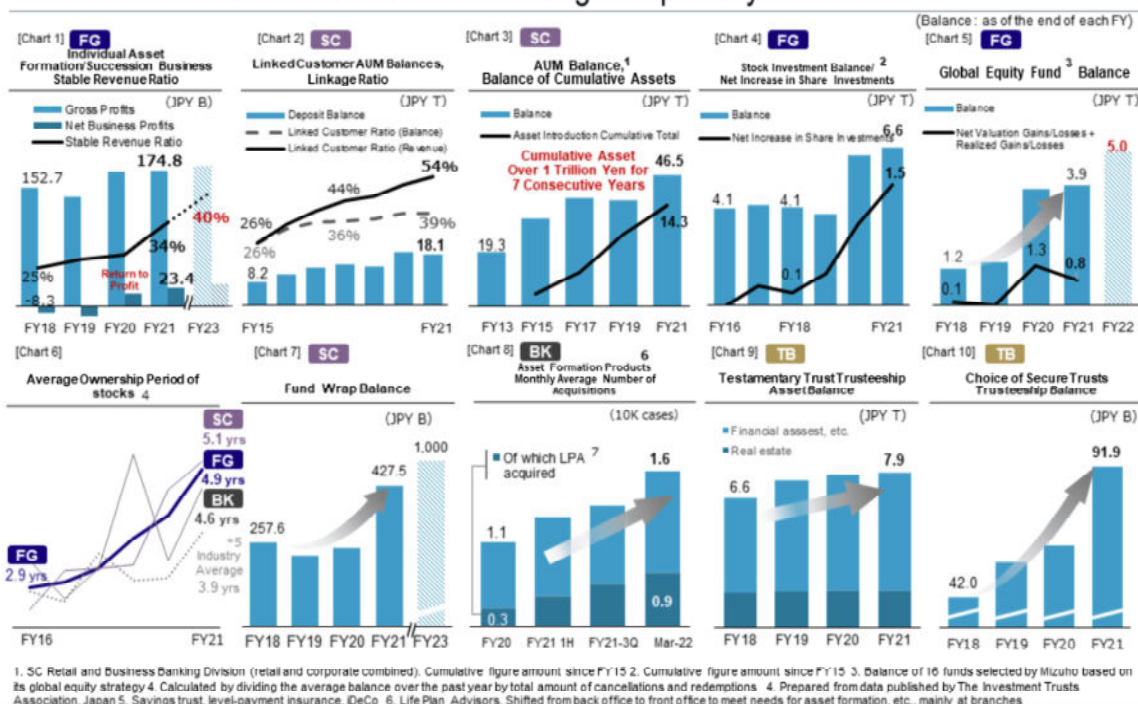 (Balance : as of the end of each FY)
[Chart 1] FG
Individual Asset
Formation/Succession Business
Stable Revenue Ratio
(JPY B)
Gross Profits
Net Business Profits
Stable Revenue Ratio
174.8
152.7
40%
34%
25%
Return to
Profit
23.4
-8.3
FY18 FY19 FY20 FY21 FY23
[Chart 2] SC
Linked Customer AUM Balances,
Linkage Ratio
(JPY T)
Deposit Balance
Linked Customer Ratio (Balance)
Linked Customer Ratio (Revenue)
54%
44%
26%
39%
36%
26%
18.1
8.2
FY15 FY21
[Chart 3] SC
AUM Balance,1
Balance of Cumulative Assets
(JPY T)
Balance
Asset Introduction Cumulative Total
Cumulative Asset
Over 1 Trillion Yen for
7 Consecutive Years
46.5
19.3
14.3
FY13 FY15 FY17 FY19 FY21
[Chart 4] FG
Stock Investment Balance/ 2
Net Increase in Share Investments
(JPY T)
Balance
Net Increase in Share Investments
6.6
1.5
4.1
4.1
0.1
FY16 FY18 FY21
[Chart 5] FG
Global Equity Fund 3 Balance
(JPY T)
Balance
Net Valuation Gains/Losses +
Realized Gains/Losses
5.0
3.9
1.2
1.3
0.8
0.1
FY18 FY19 FY20 FY21 FY22
[Chart 6]
Average Ownership Period of
stocks 4
SC
5.1 yrs
FG
4.9 yrs
BK
4.6 yrs
*5
Industry
Average
3.9 yrs
FG
2.9 yrs
FY16 FY21
[Chart 7] SC
Fund Wrap Balance
(JPY B)
1,000
427.5
257.6
FY18 FY19 FY20 FY21 FY23
[Chart 8] BK
Asset Formation Products 6
Monthly Average Number of
Acquisitions
(10K cases)
Of which LPA 7
acquired
1.6
1.1
0.9
0.3
FY20 FY21 1H FY21-3Q Mar-22
[Chart 9] TB
Testamentary Trust Trusteeship
Asset Balance
(JPY T)
Financial assest, etc.
Real estate
7.9
6.6
FY18 FY19 FY20 FY21
[Chart 10] TB
Choice of Secure Trusts
Trusteeship Balance
(JPY B)
91.9
42.0
FY18 FY19 FY20 FY21
1. SC Retail and Business Banking Division (retail and corporate combined). Cumulative figure amount since FY15 2. Cumulative figure amount since FY15 3. Balance of 16 funds selected by Mizuho based on
its global equity strategy 4. Calculated by dividing the average balance over the past year by total amount of cancellations and redemptions 4. Prepared from data published by The Investment Trusts
Association, Japan 5. Savings trust, level-payment insurance, iDeCo 6. Life Plan Advisors. Shifted from back office to front office to meet needs for asset formation, etc., mainly at branches